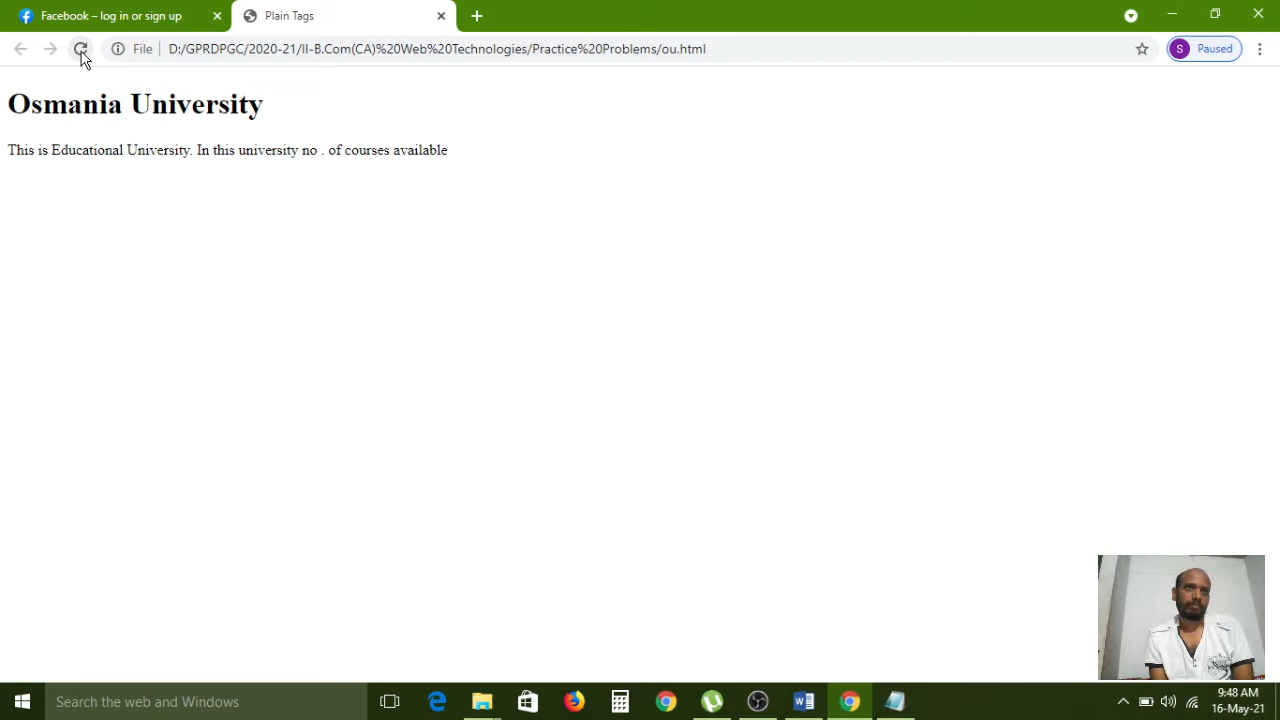 Facebook – log in or sign up
Plain Tags
File
D:/GPRDPGC/2020-21/II-B.Com(CA)%20Web%20Technologies/Practice%20Problems/ou.html
S
Paused
Osmania University
This is Educational University. In this university no . of courses available
Search the web and Windows
9:48 AM
16-May-21